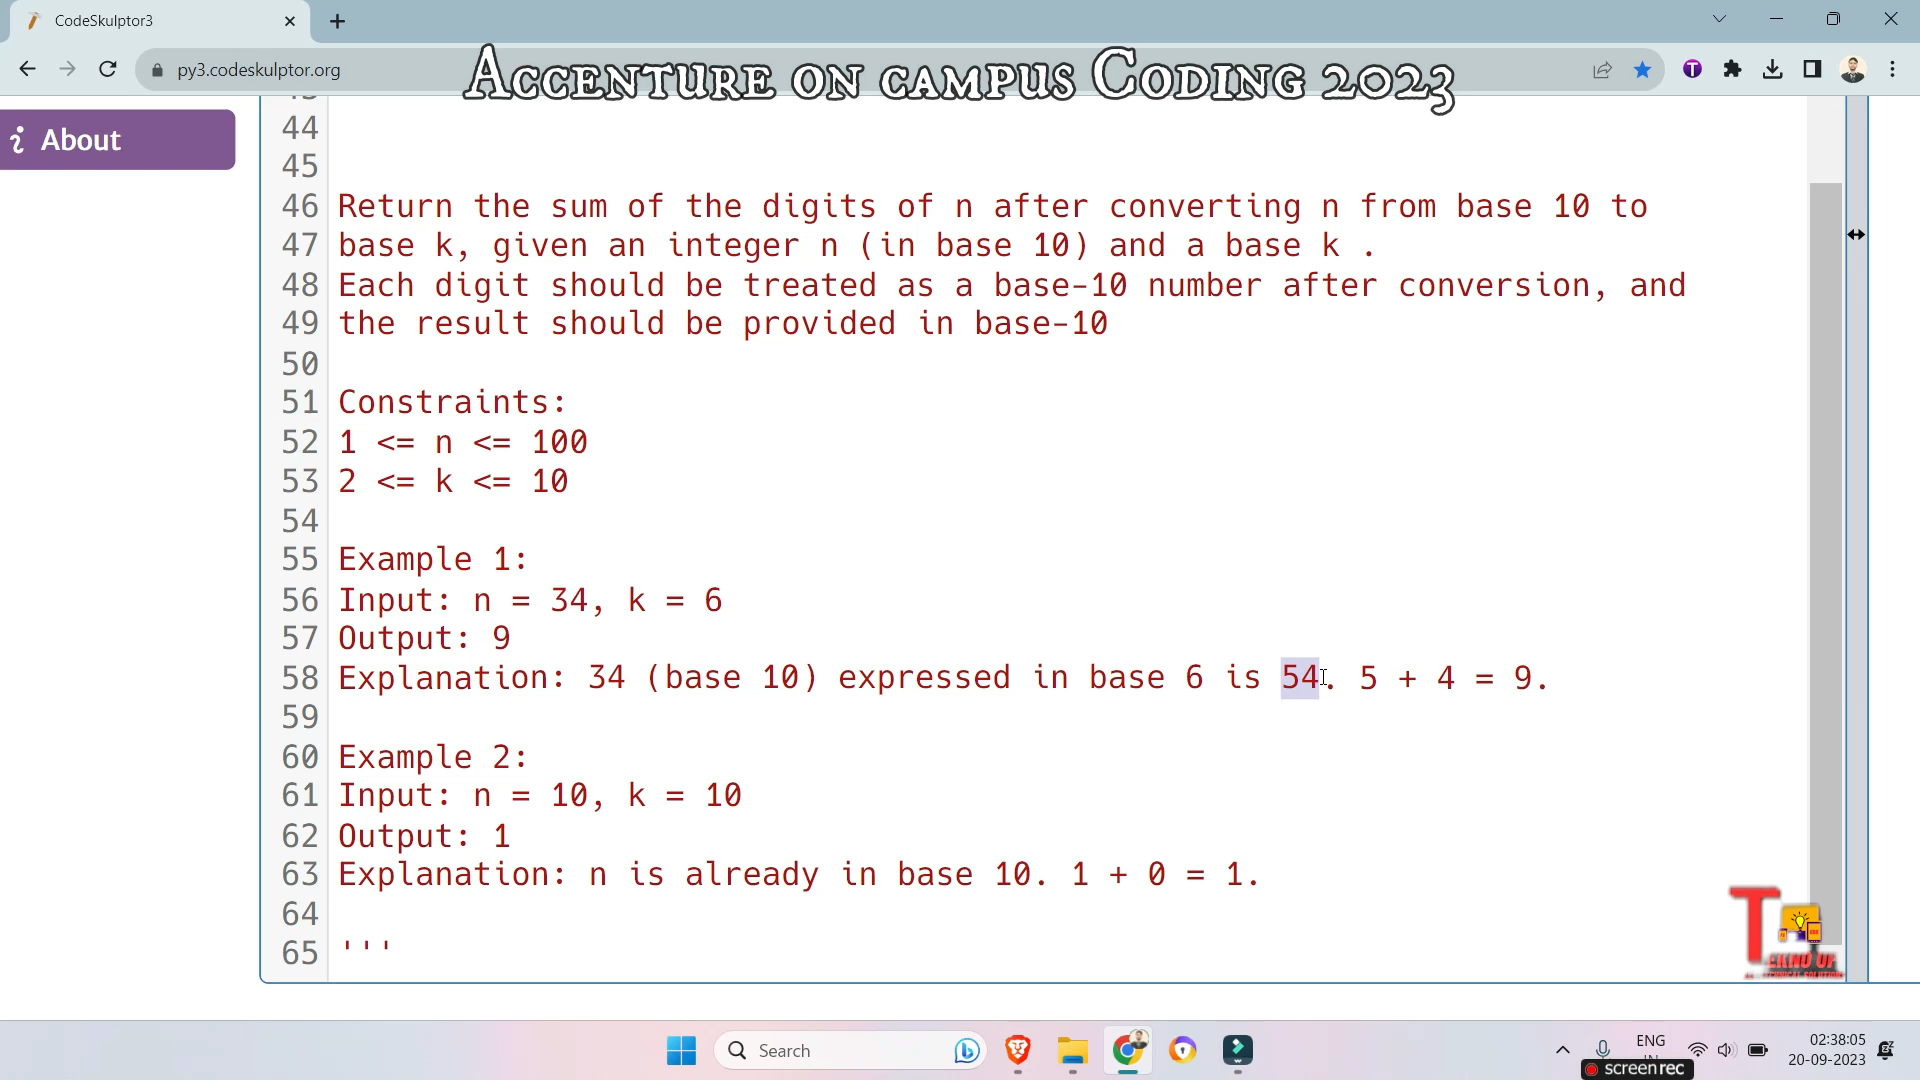 CodeSkulptor3
py3.codeskulptor.org
Accenture on campus Coding 2023
i About
44
45
46 Return the sum of the digits of n after converting n from base 10 to
47 base k, given an integer n (in base 10) and a base k .
48 Each digit should be treated as a base-10 number after conversion, and
49 the result should be provided in base-10
50
51 Constraints:
52 1 <= n <= 100
53 2 <= k <= 10
54
55 Example 1:
56 Input: n = 34, k = 6
57 Output: 9
58 Explanation: 34 (base 10) expressed in base 6 is 54. 5 + 4 = 9.
59
60 Example 2:
61 Input: n = 10, k = 10
62 Output: 1
63 Explanation: n is already in base 10. 1 + 0 = 1.
64
65 '''
Search
ENG
02:38:05
20-09-2023
screen rec